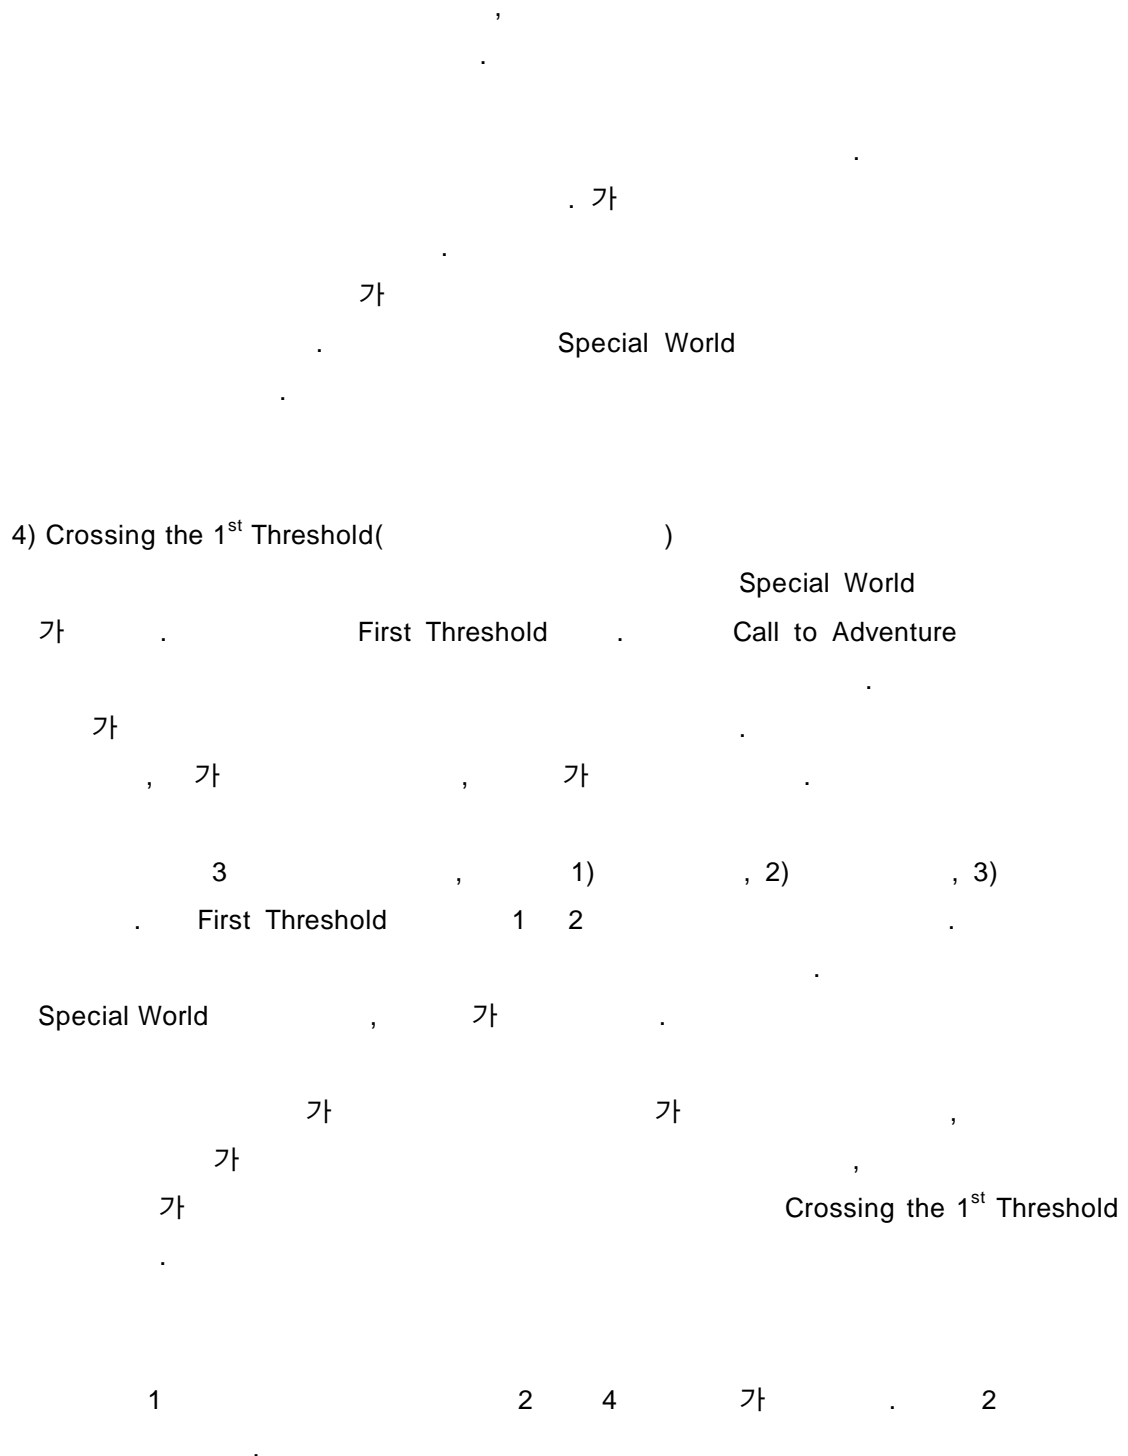 ,
.
.
. 가
.
가
. Special World
.
4) Crossing the 1st Threshold( )
Special World
가 . First Threshold . Call to Adventure
.
가 .
, 가 , 가 .
3 , 1) , 2) , 3)
. First Threshold 1 2 .
.
Special World , 가 .
가 가 ,
가 ,
가 Crossing the 1st Threshold
.
1 2 4 가 . 2
.